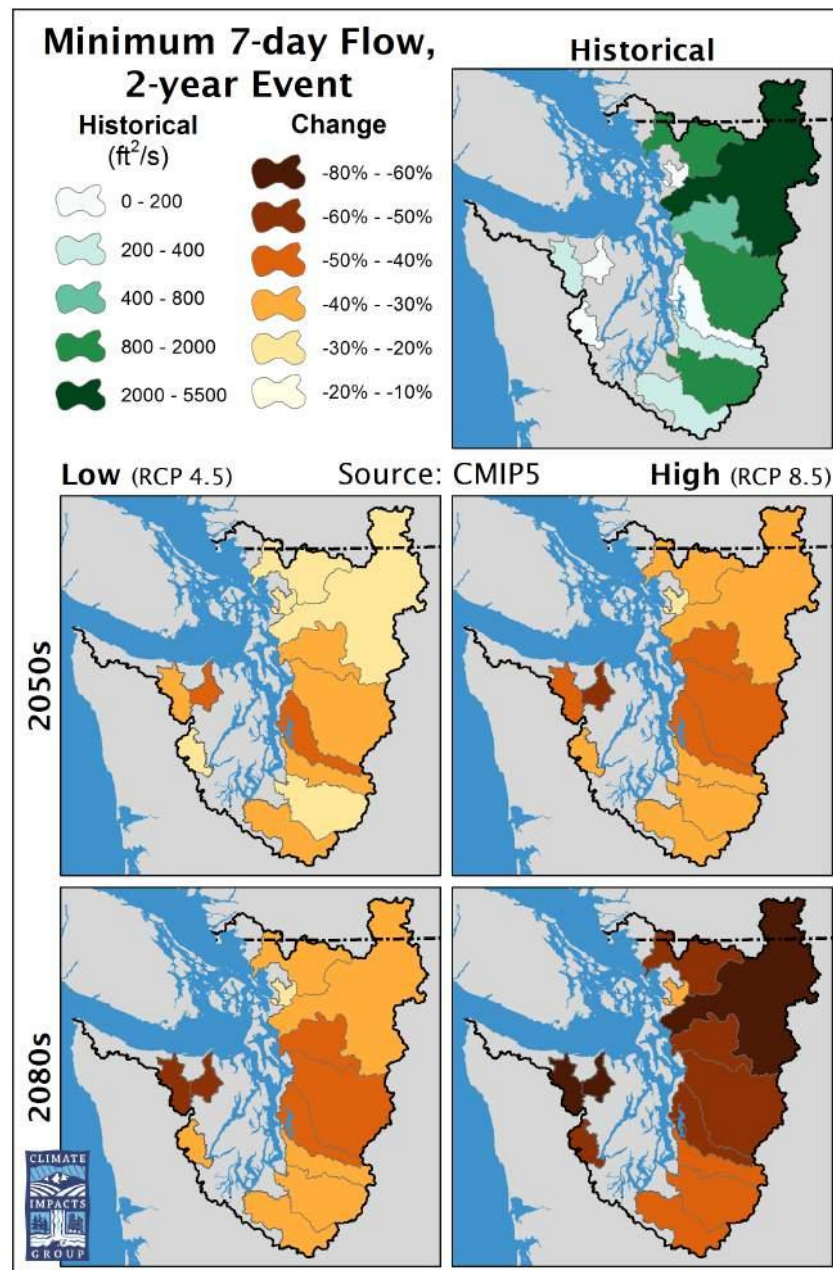 Minimum 7-day Flow,
2-year Event
Historical
(ft²/s)
0 - 200
200 - 400
400 - 800
800 - 2000
2000 - 5500
Change
-80% - -60%
-60% - -50%
-50% - -40%
-40% - -30%
-30% - -20%
-20% - -10%
Historical
Low (RCP 4.5)
Source: CMIP5
High (RCP 8.5)
2050s
2080s
CLIMATE
IMPACTS
GROUP